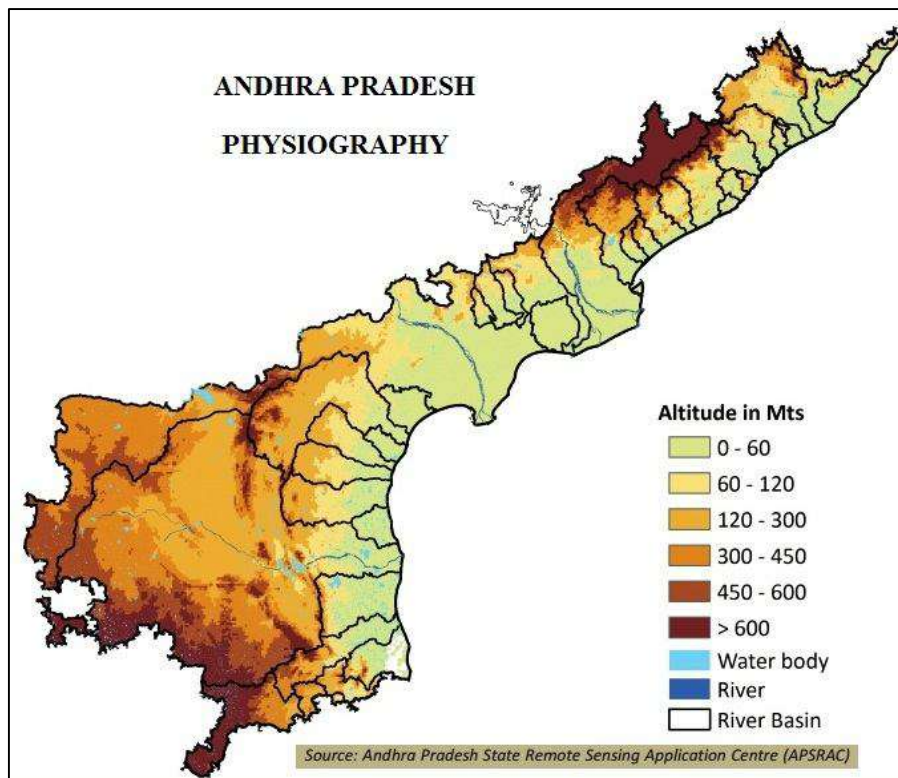 ANDHRA PRADESH
PHYSIOGRAPHY
Altitude in Mts
0 - 60
60 - 120
120 - 300
300 - 450
450 - 600
> 600
Water body
River
River Basin
Source: Andhra Pradesh State Remote Sensing Application Centre (APSRAC)